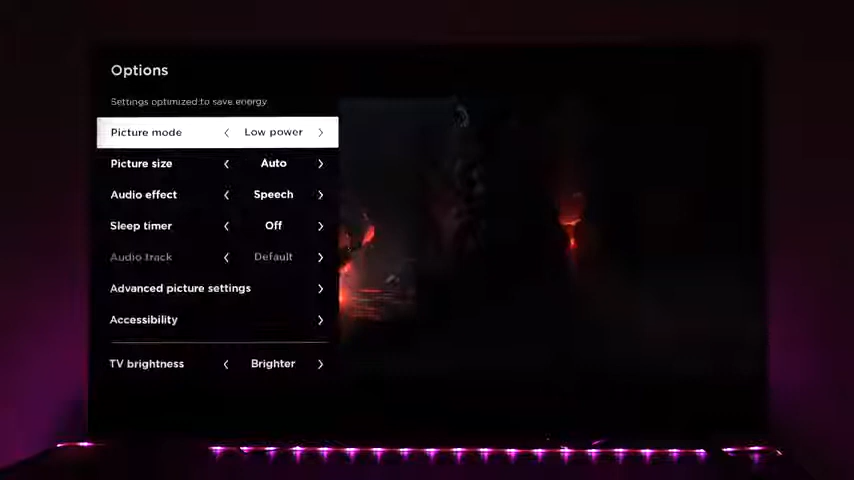 Options
Settings optimized to save energy
Picture mode Low power
Picture size Auto
Audio effect Speech
Sleep timer Off
Audio track Default
Advanced picture settings
Accessibility
TV brightness Brighter